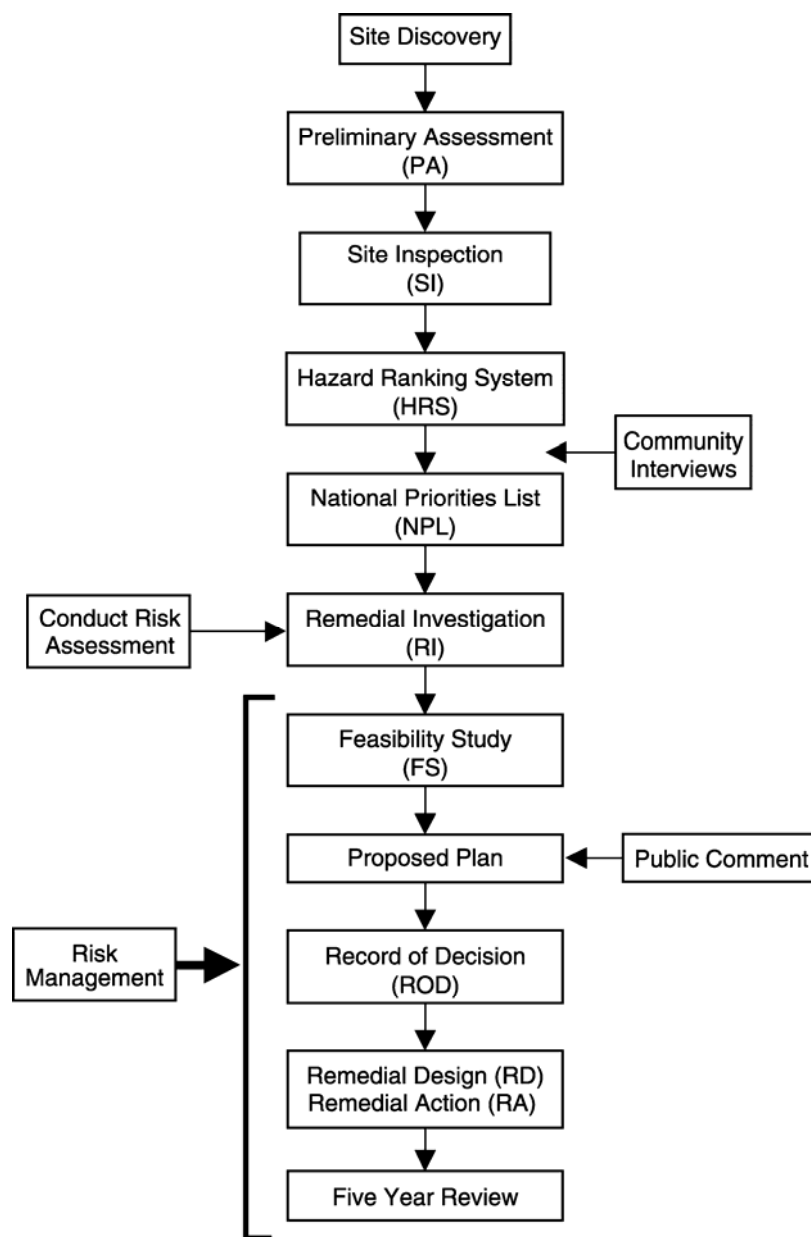 Site Discovery
Preliminary Assessment
(PA)
Site Inspection
(SI)
Hazard Ranking System
(HRS)
Community
Interviews
National Priorities List
(NPL)
Conduct Risk
Assessment
Remedial Investigation
(RI)
Feasibility Study
(FS)
Proposed Plan
Public Comment
Risk
Management
Record of Decision
(ROD)
Remedial Design (RD)
Remedial Action (RA)
Five Year Review